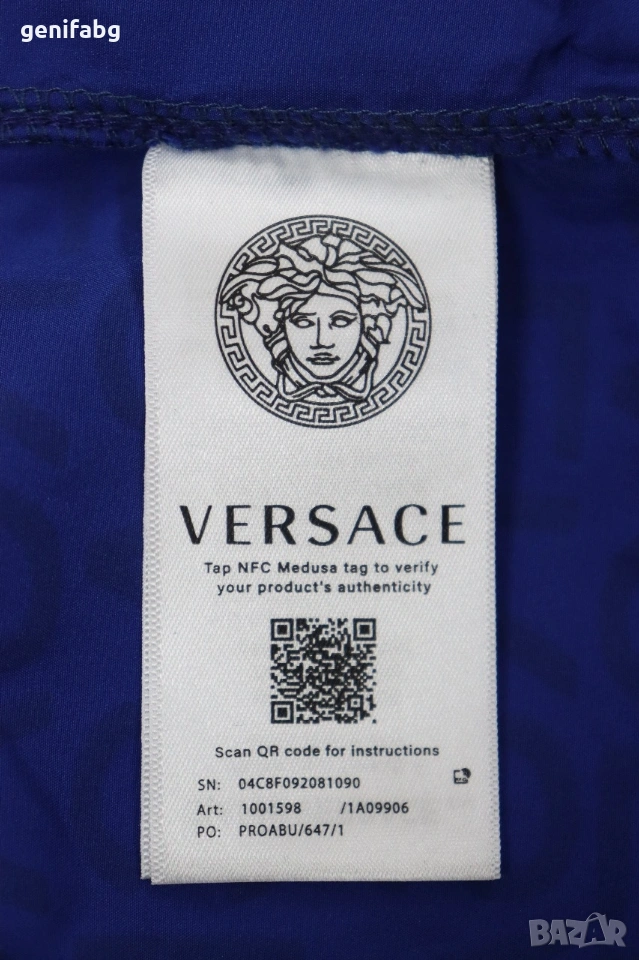 genifabg
VERSACE
Tap NFC Medusa tag to verify
your product's authenticity
Scan QR code for instructions
SN: 04C8F092081090
Art: 1001598 /1A09906
PO: PROABU/647/1
BAZAR